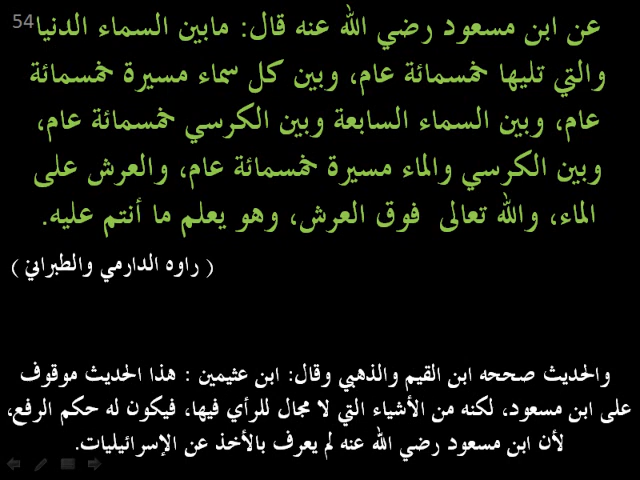 54
عن ابن مسعود رضي الله عنه قال: مابين السماء الدنيا
والتي تليها خمسمائة عام، وبين كل سماء مسيرة خمسمائة
عام، وبين السماء السابعة وبين الكرسي خمسمائة عام،
وبين الكرسي والماء مسيرة خمسمائة عام، والعرش على
الماء، والله تعالى فوق العرش، وهو يعلم ما أنتم عليه.
( راوه الدارمي والطبراني )
والحديث صححه ابن القيم والذهبي وقال: ابن عثيمين : هذا الحديث موقوف
على ابن مسعود، لكنه من الأشياء التي لا مجال للرأي فيها، فيكون له حكم الرفع،
لأن ابن مسعود رضي الله عنه لم يعرف بالأخذ عن الإسرائيليات.